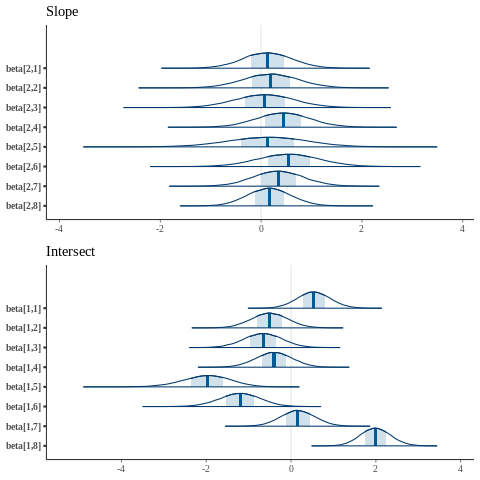 Slope
beta[2,1]
beta[2,2]
beta[2,3]
beta[2,4]
beta[2,5]
beta[2,6]
beta[2,7]
beta[2,8]
-4 -2 0 2 4
Intersect
beta[1,1]
beta[1,2]
beta[1,3]
beta[1,4]
beta[1,5]
beta[1,6]
beta[1,7]
beta[1,8]
-4 -2 0 2 4